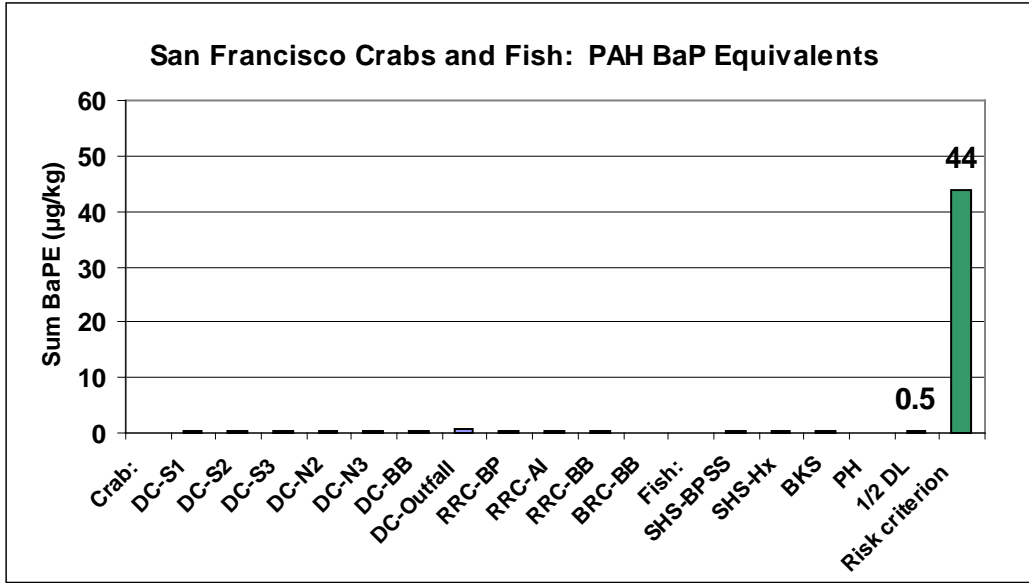 San Francisco Crabs and Fish: PAH BaP Equivalents
Sum BaPE (µg/kg)
60
50
40
30
20
10
0
44
0.5
Crab:
DC-S1
DC-S2
DC-S3
DC-N2
DC-N3
DC-BB
DC-Outfall
RRC-BP
RRC-AI
RRC-BB
BRC-BB
Fish:
SHS-BPSS
SHS-Hx
BKS
PH
1/2 DL
Risk criterion